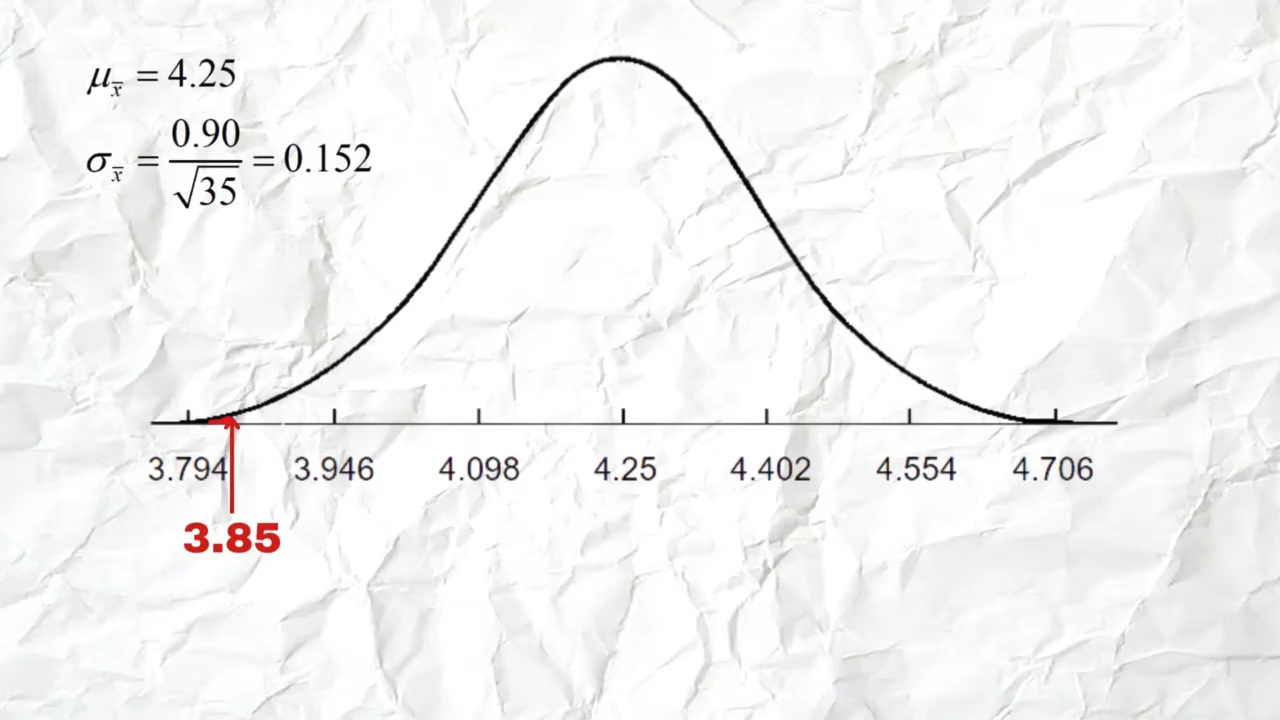 μ_x̄ = 4.25
σ_x̄ = 0.90/√35 = 0.152
3.794 3.946 4.098 4.25 4.402 4.554 4.706
3.85